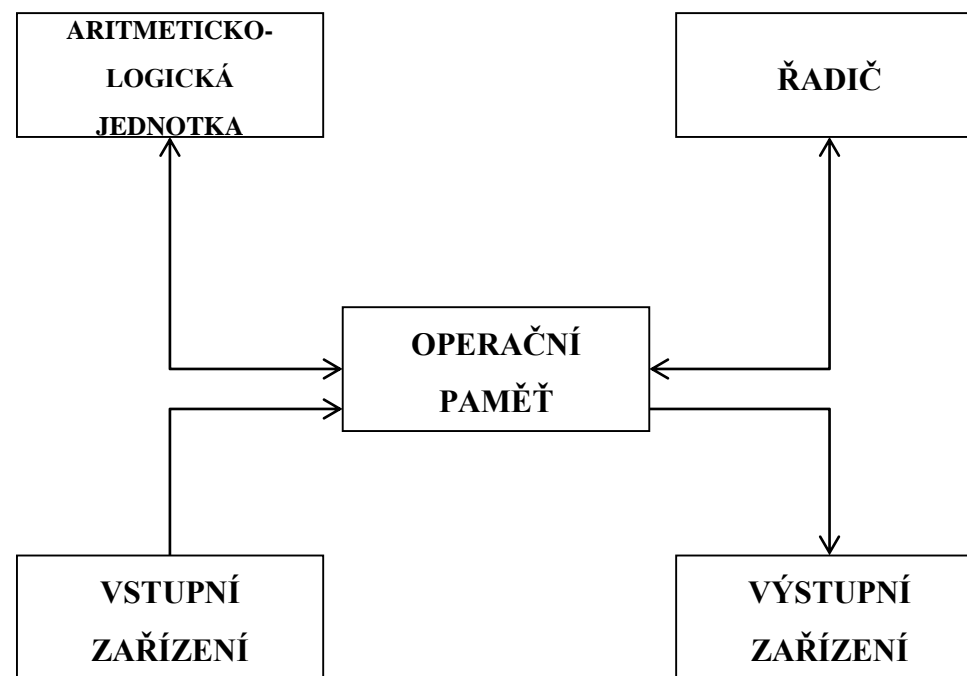 ARITMETICKO-
LOGICKÁ
JEDNOTKA
ŘADIČ
OPERAČNÍ
PAMĚŤ
VSTUPNÍ
ZAŘÍZENÍ
VÝSTUPNÍ
ZAŘÍZENÍ